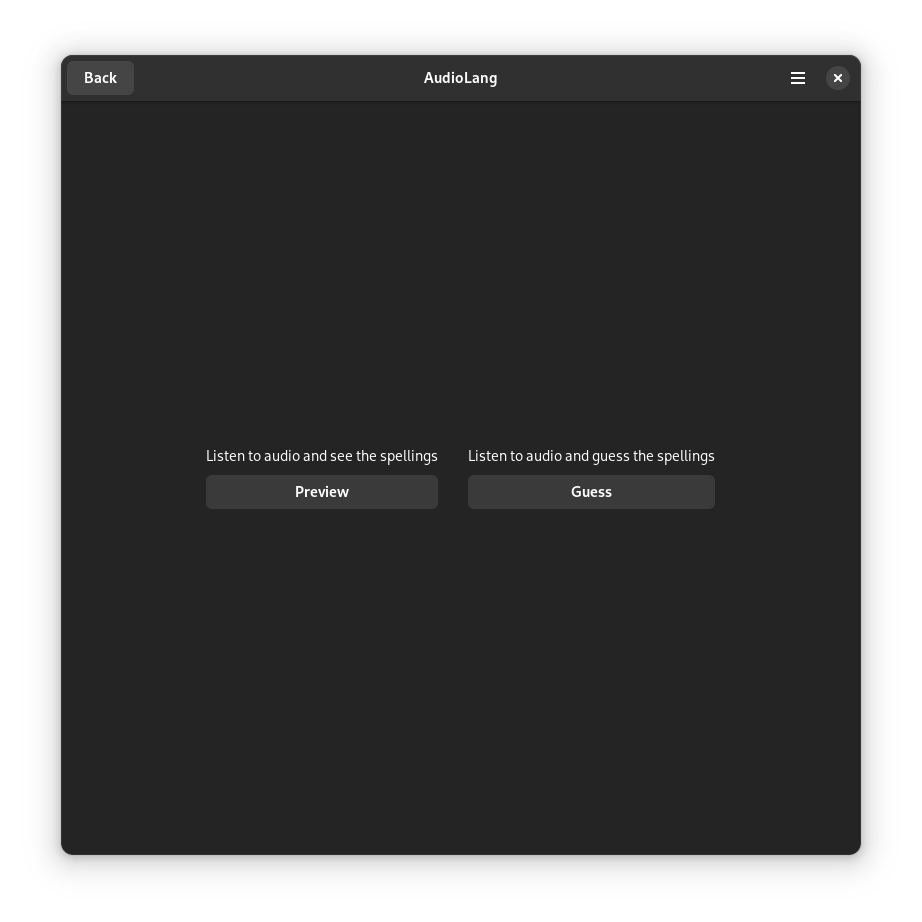 Back
AudioLang
Listen to audio and see the spellings
Preview
Listen to audio and guess the spellings
Guess